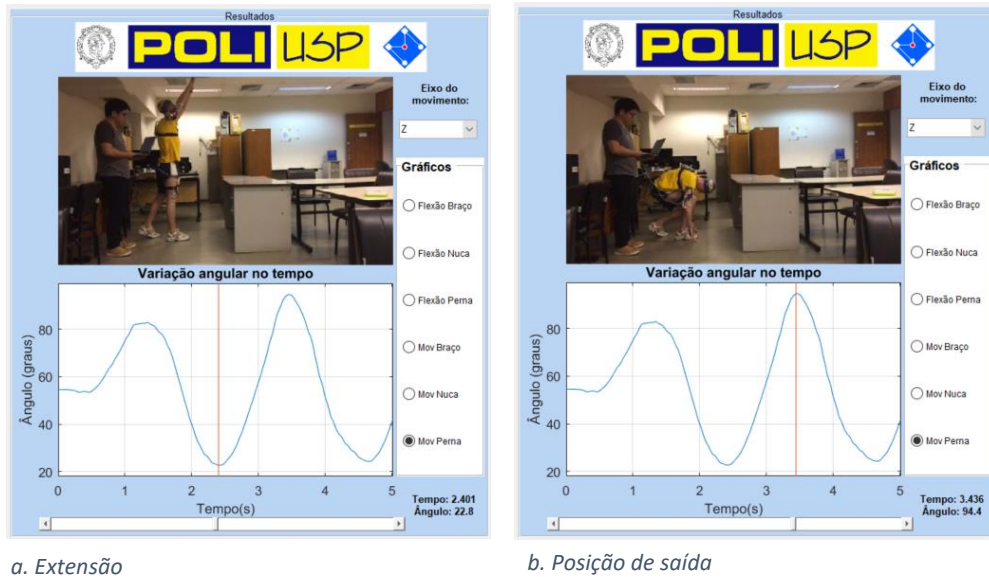 Resultados
POLI USP
Eixo do
movimento:
Z
Gráficos
Flexão Braço
Flexão Nuca
Flexão Perna
Mov Braço
Mov Nuca
Mov Perna
Variação angular no tempo
Ângulo (graus)
80
60
40
20
0 1 2 3 4 5
Tempo(s)
Tempo: 2.401
Ângulo: 22.8
a. Extensão
Resultados
POLI USP
Eixo do
movimento:
Z
Gráficos
Flexão Braço
Flexão Nuca
Flexão Perna
Mov Braço
Mov Nuca
Mov Perna
Variação angular no tempo
Ângulo (graus)
80
60
40
20
0 1 2 3 4 5
Tempo(s)
Tempo: 3.436
Ângulo: 94.4
b. Posição de saída